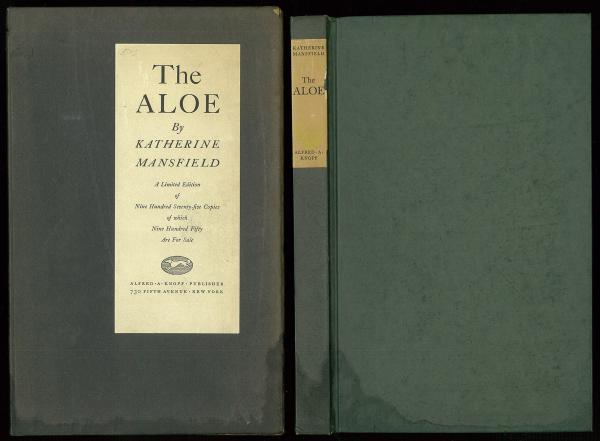 The
ALOE
By
KATHERINE
MANSFIELD
A Limited Edition
of
Nine Hundred Seventy-five Copies
of which
Nine Hundred Fifty
Are For Sale
ALFRED · A · KNOPF · PUBLISHER
730 FIFTH AVENUE · NEW YORK
KATHERINE
MANSFIELD
The
ALOE
ALFRED · A ·
KNOPF